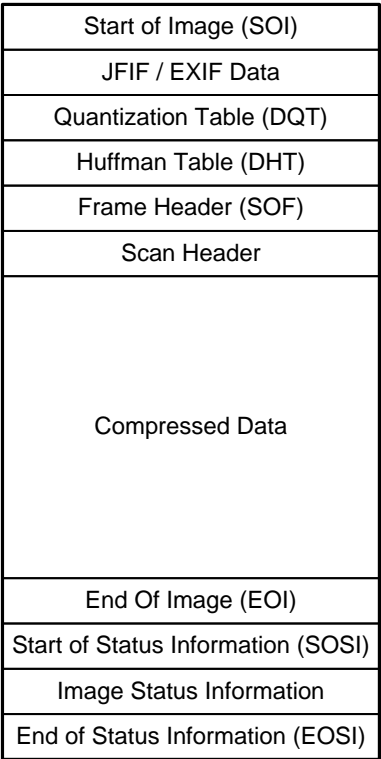 Start of Image (SOI)
JFIF / EXIF Data
Quantization Table (DQT)
Huffman Table (DHT)
Frame Header (SOF)
Scan Header
Compressed Data
End Of Image (EOI)
Start of Status Information (SOSI)
Image Status Information
End of Status Information (EOSI)